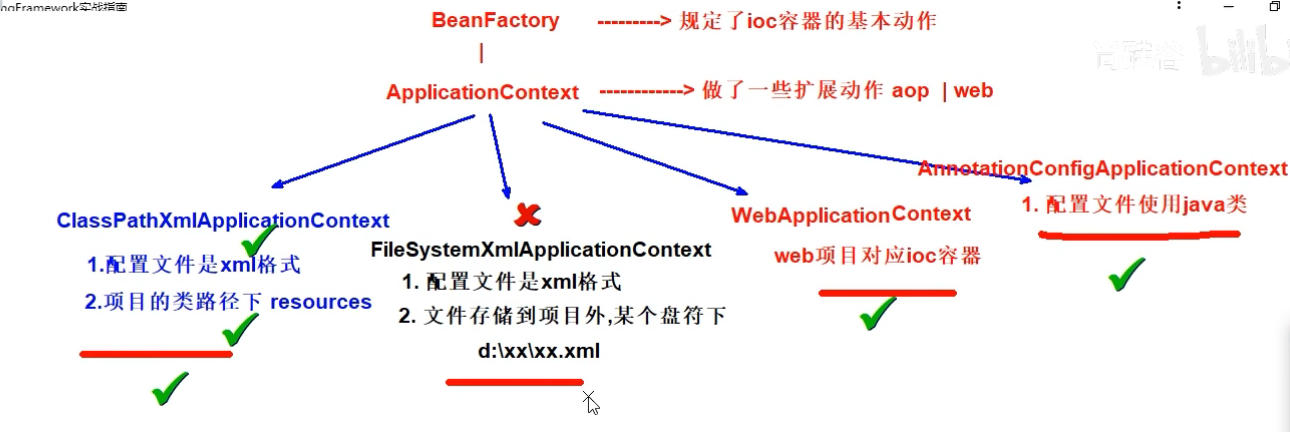 ngFramework实战指南
BeanFactory ---------> 规定了ioc容器的基本动作
|
ApplicationContext ------------> 做了一些扩展动作 aop | web
AnnotationConfigApplicationContext
1. 配置文件使用java类
ClassPathXmlApplicationContext
1.配置文件是xml格式
2.项目的类路径下 resources
FileSystemXmlApplicationContext
1. 配置文件是xml格式
2. 文件存储到项目外,某个盘符下
d:\xx\xx.xml
WebApplicationContext
web项目对应ioc容器
尚硅谷 bilibili